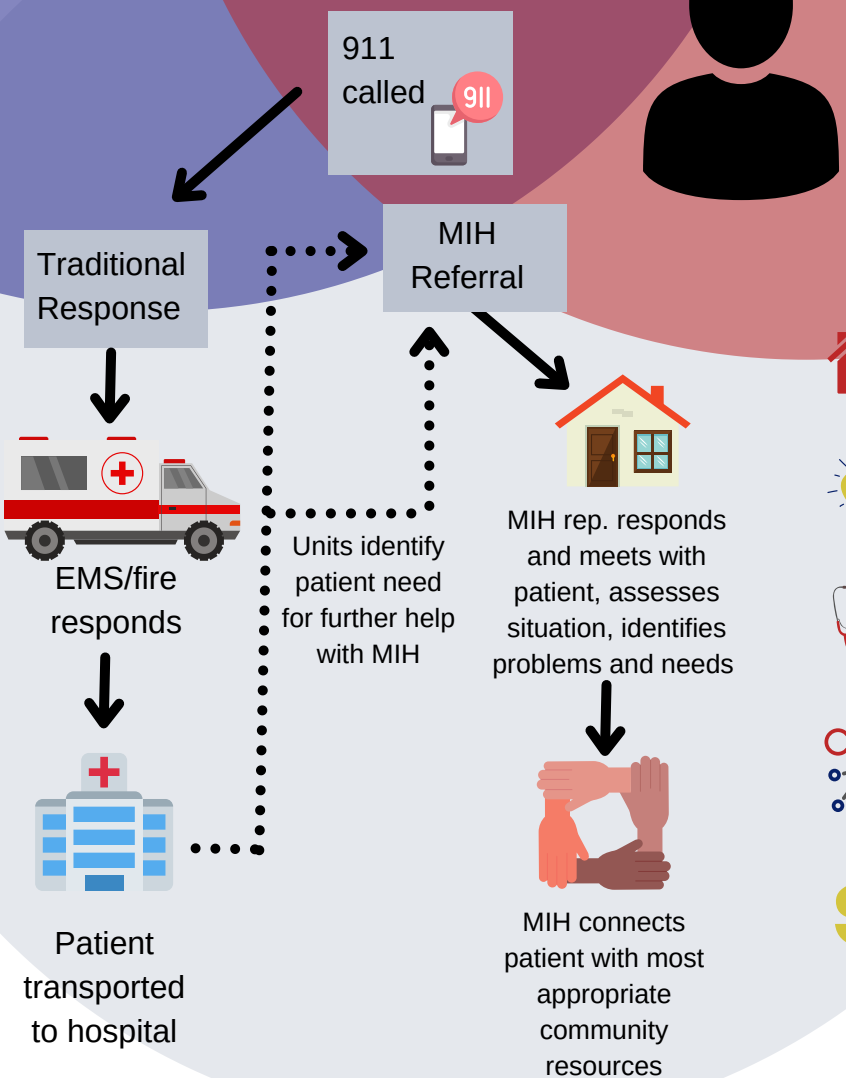 911
called
911
Traditional
Response
MIH
Referral
EMS/fire
responds
Units identify
patient need
for further help
with MIH
MIH rep. responds
and meets with
patient, assesses
situation, identifies
problems and needs
Patient
transported
to hospital
MIH connects
patient with most
appropriate
community
resources